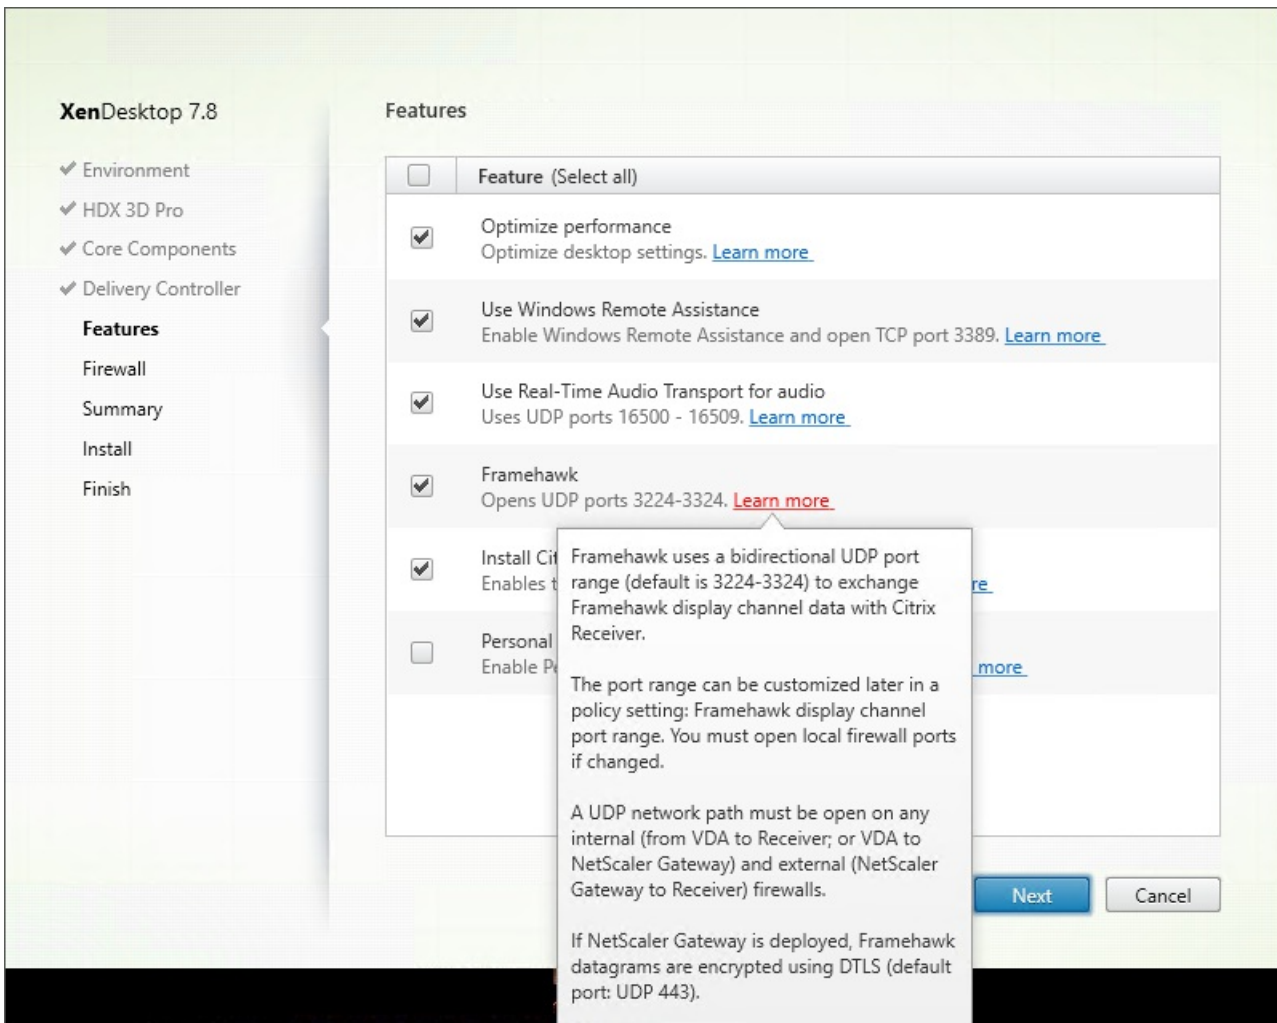 XenDesktop 7.8
Environment
HDX 3D Pro
Core Components
Delivery Controller
Features
Firewall
Summary
Install
Finish
Features
Feature (Select all)
Optimize performance
Optimize desktop settings. Learn more
Use Windows Remote Assistance
Enable Windows Remote Assistance and open TCP port 3389. Learn more
Use Real-Time Audio Transport for audio
Uses UDP ports 16500 - 16509. Learn more
Framehawk
Opens UDP ports 3224-3324. Learn more
Install
Enables
Personal
Enable
more
Framehawk uses a bidirectional UDP port
range (default is 3224-3324) to exchange
Framehawk display channel data with Citrix
Receiver.
The port range can be customized later in a
policy setting: Framehawk display channel
port range. You must open local firewall ports
if changed.
A UDP network path must be open on any
internal (from VDA to Receiver; or VDA to
NetScaler Gateway) and external (NetScaler
Gateway to Receiver) firewalls.
If NetScaler Gateway is deployed, Framehawk
datagrams are encrypted using DTLS (default
port: UDP 443).
Next
Cancel